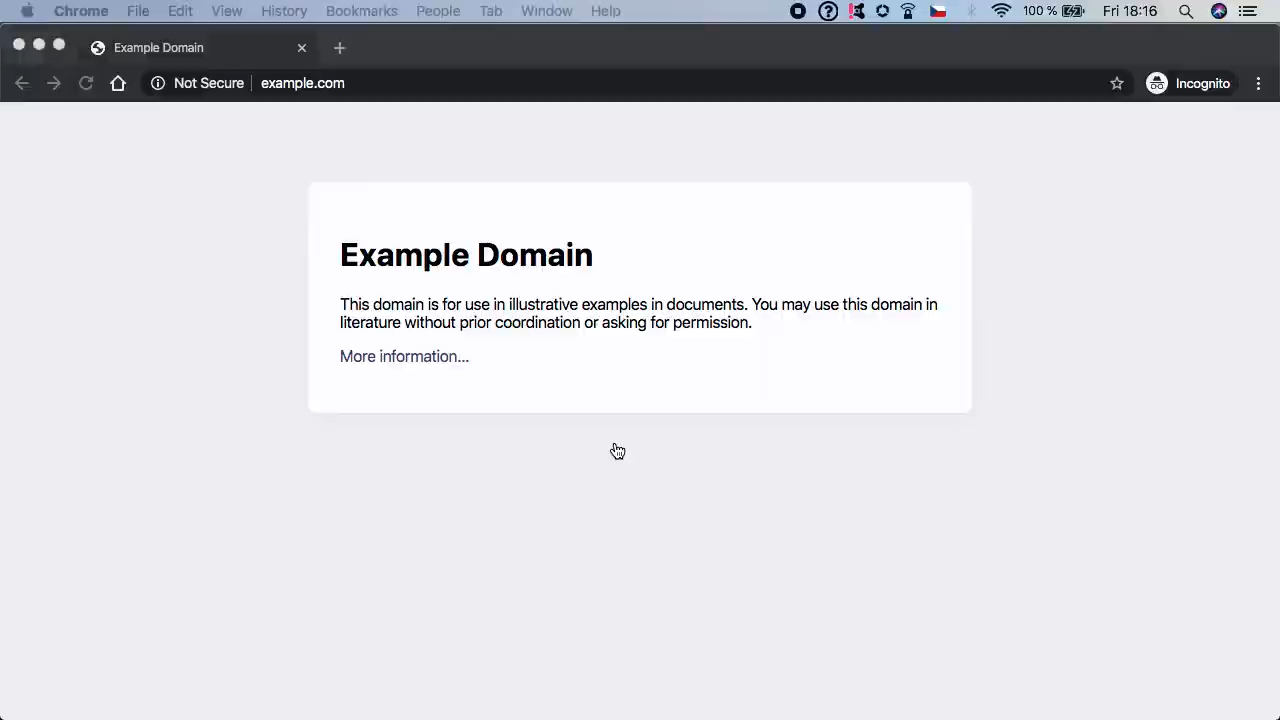 Chrome File Edit View History Bookmarks People Tab Window Help 100 % Fri 18:16
Example Domain
Not Secure example.com Incognito
Example Domain
This domain is for use in illustrative examples in documents. You may use this domain in
literature without prior coordination or asking for permission.
More information...